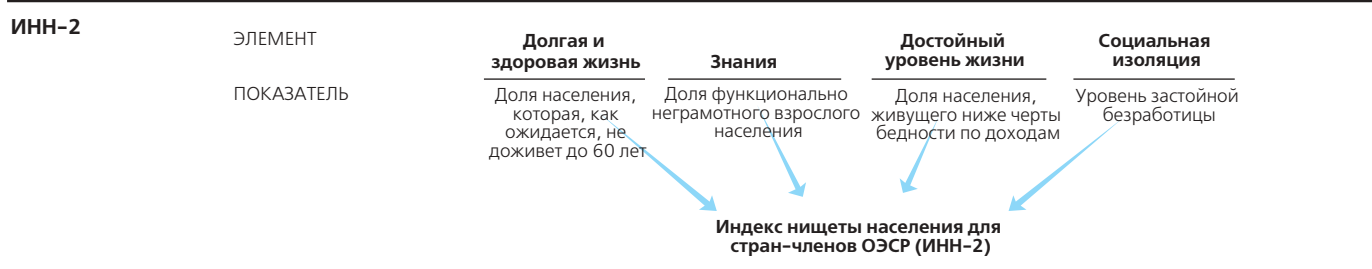 ИНН-2
ЭЛЕМЕНТ
Долгая и
здоровая жизнь
Знания
Достойный
уровень жизни
Социальная
изоляция
ПОКАЗАТЕЛЬ
Доля населения,
которая, как
ожидается, не
доживет до 60 лет
Доля функционально
неграмотного взрослого
населения
Доля населения,
живущего ниже черты
бедности по доходам
Уровень застойной
безработицы
Индекс нищеты населения для
стран-членов ОЭСР (ИНН-2)